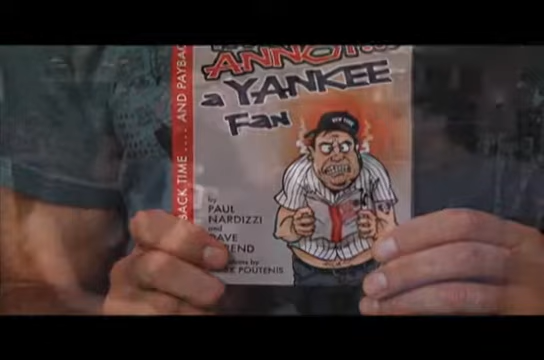 ANNOY
a YANKEE
Fan
by
PAUL
NARDIZZI
and
DAVE
POUTENIS
BACK TIME .... AND PAYBAC